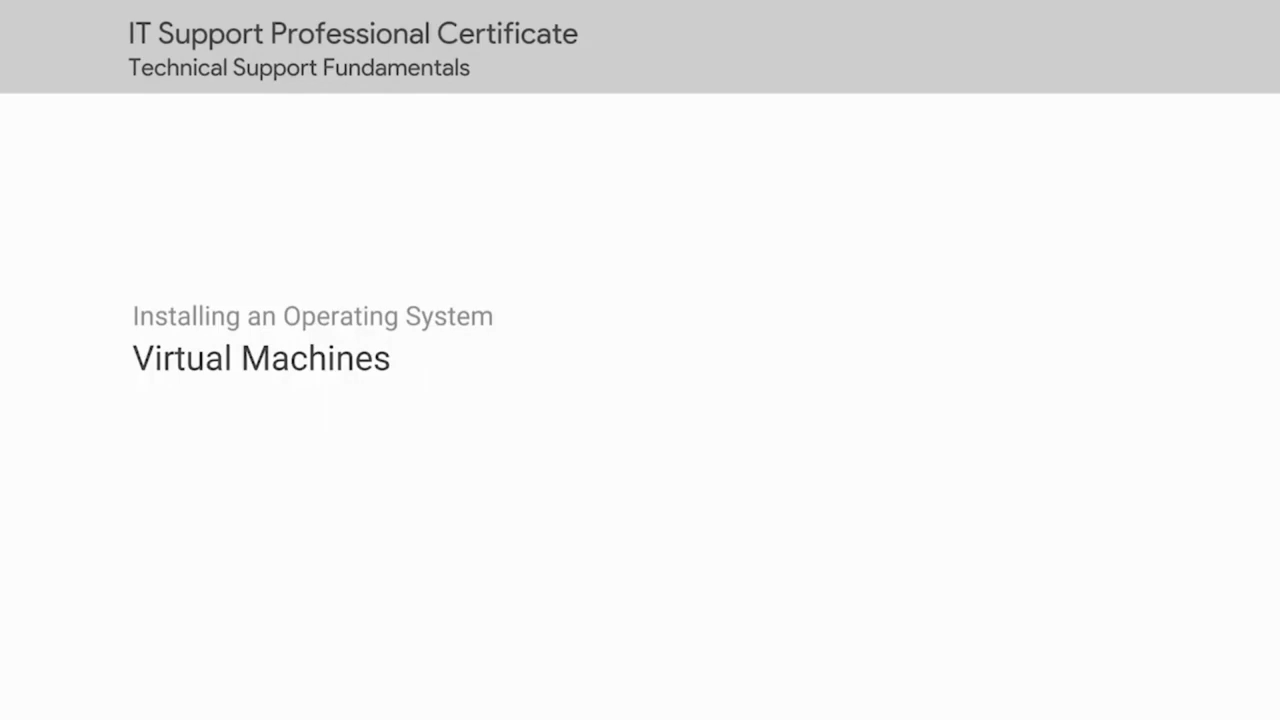 IT Support Professional Certificate
Technical Support Fundamentals
Installing an Operating System
Virtual Machines